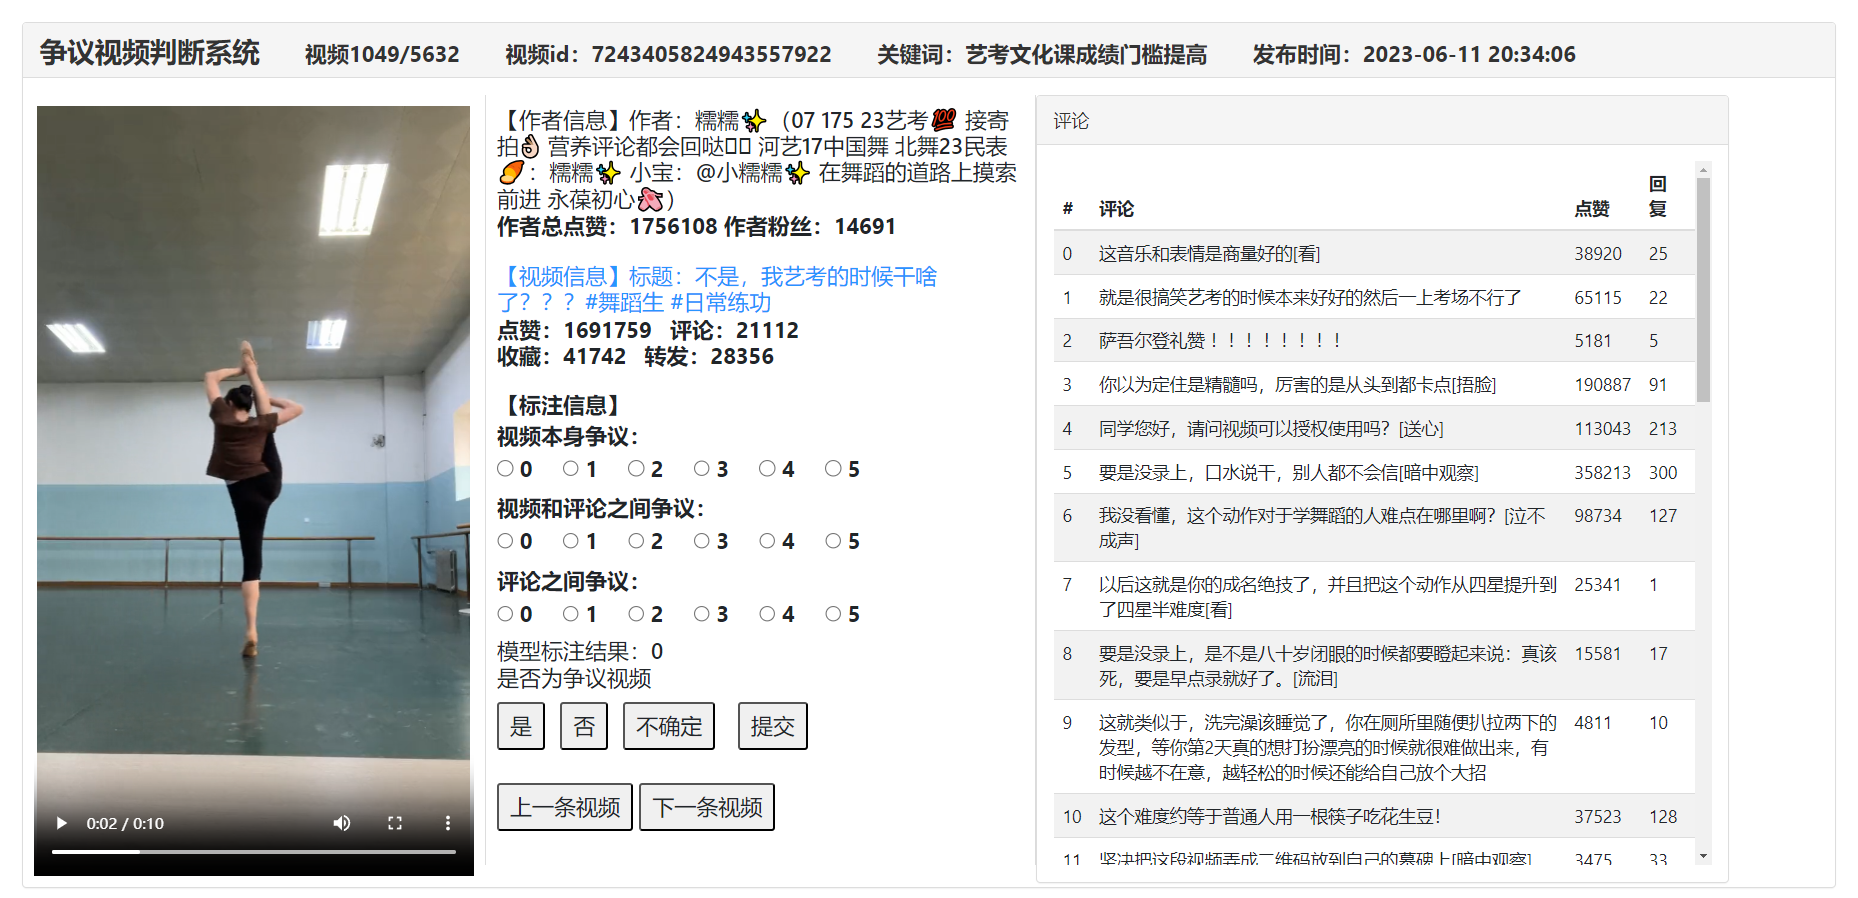 争议视频判断系统 视频1049/5632 视频id：7243405824943557922 关键词：艺考文化课成绩门槛提高 发布时间：2023-06-11 20:34:06
0:02 / 0:10
【作者信息】作者：糯糯✨（07 175 23艺考💯 接寄
拍👌🏻 营养评论都会回哒 河艺17中国舞 北舞23民表
：糯糯✨ 小宝：@小糯糯✨ 在舞蹈的道路上摸索
前进 永葆初心🩰）
作者总点赞：1756108 作者粉丝：14691
【视频信息】标题：不是，我艺考的时候干啥
了？？？#舞蹈生 #日常练功
点赞：1691759 评论：21112
收藏：41742 转发：28356
【标注信息】
视频本身争议：
0 1 2 3 4 5
视频和评论之间争议：
0 1 2 3 4 5
评论之间争议：
0 1 2 3 4 5
模型标注结果：0
是否为争议视频
是 否 不确定 提交
上一条视频 下一条视频
评论
# 评论 点赞 回
复
0 这音乐和表情是商量好的[看] 38920 25
1 就是很搞笑艺考的时候本来好好的然后一上考场不行了 65115 22
2 萨吾尔登礼赞！！！！！！！！ 5181 5
3 你以为定住是精髓吗，厉害的是从头到都卡点[捂脸] 190887 91
4 同学您好，请问视频可以授权使用吗？[送心] 113043 213
5 要是没录上，口水说干，别人都不会信[暗中观察] 358213 300
6 我没看懂，这个动作对于学舞蹈的人难点在哪里啊？[泣不 98734 127
成声]
7 以后这就是你的成名绝技了，并且把这个动作从四星提升到 25341 1
了四星半难度[看]
8 要是没录上，是不是八十岁闭眼的时候都要瞪起来说：真该 15581 17
死，要是早点录就好了。[流泪]
9 这就类似于，洗完澡该睡觉了，你在厕所里随便扒拉两下的 4811 10
发型，等你第2天真的想打扮漂亮的时候就很难做出来，有
时候越不在意，越轻松的时候还能给自己放个大招
10 这个难度约等于普通人用一根筷子吃花生豆！ 37523 128
11 坚决把这段视频弄成二维码放到自己的墓碑上[暗中观察] 3475 33